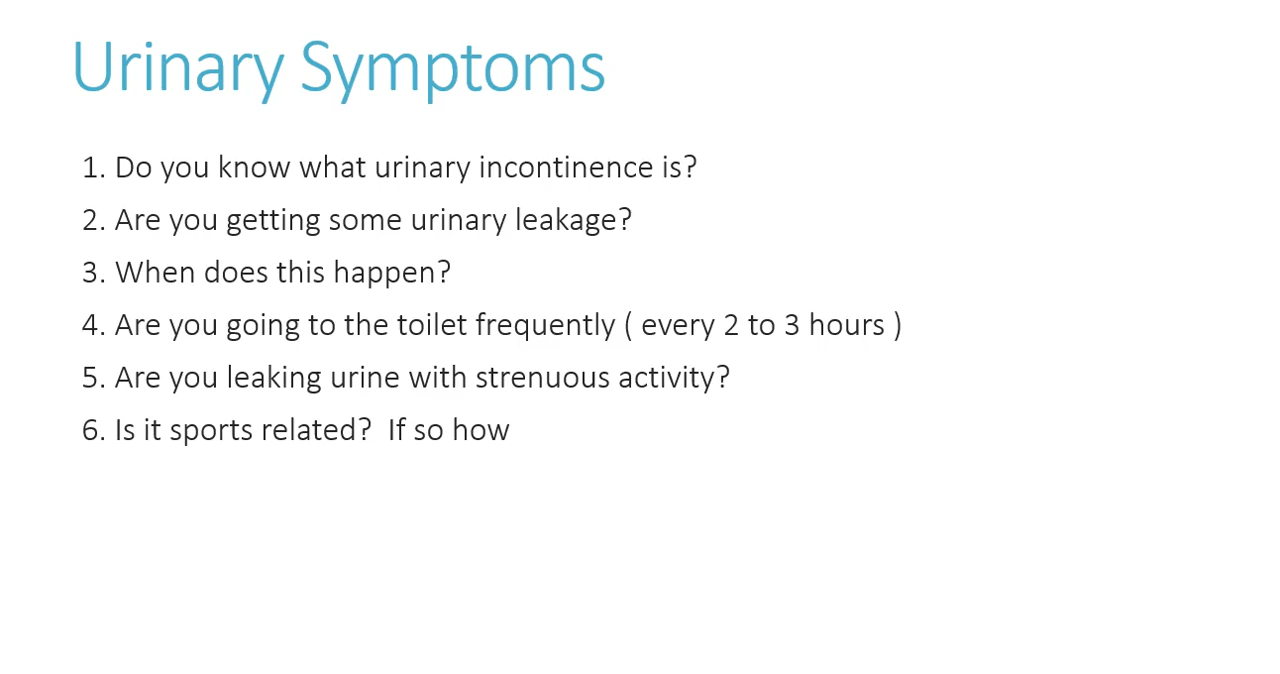 Urinary Symptoms
1. Do you know what urinary incontinence is?
2. Are you getting some urinary leakage?
3. When does this happen?
4. Are you going to the toilet frequently ( every 2 to 3 hours )
5. Are you leaking urine with strenuous activity?
6. Is it sports related?  If so how